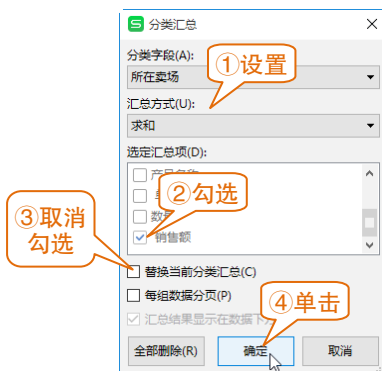 分类汇总
分类字段(A):
①设置
所在卖场
汇总方式(U):
求和
选定汇总项(D):
②勾选
数
销售额
③取消
勾选
替换当前分类汇总(C)
每组数据分页(P)
④单击
汇总结果显示在数据下
全部删除(R)
确定
取消